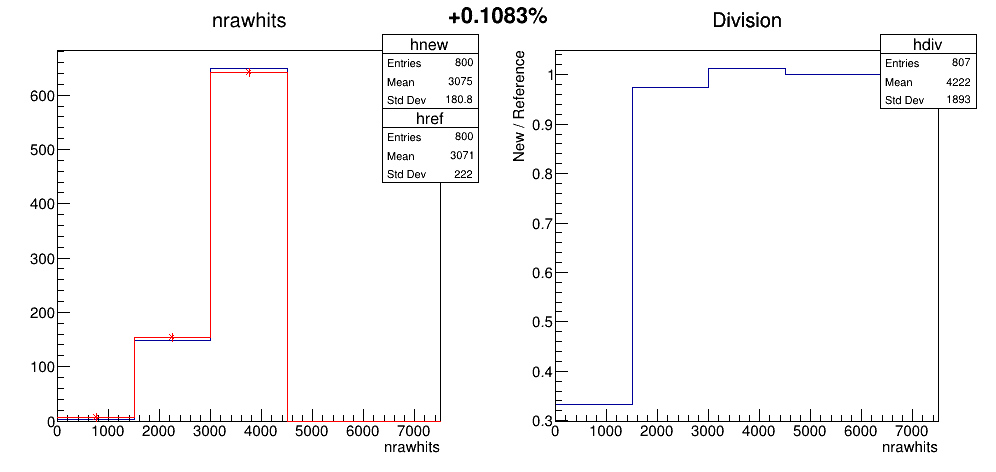 +0.1083%
nrawhits
hnew
Entries 800
Mean 3075
Std Dev 180.8
href
Entries 800
Mean 3071
Std Dev 222
600
500
400
300
200
100
0
0 1000 2000 3000 4000 5000 6000 7000
nrawhits
Division
hdiv
Entries 807
Mean 4222
Std Dev 1893
New / Reference
1
0.9
0.8
0.7
0.6
0.5
0.4
0.3
0 1000 2000 3000 4000 5000 6000 7000
nrawhits